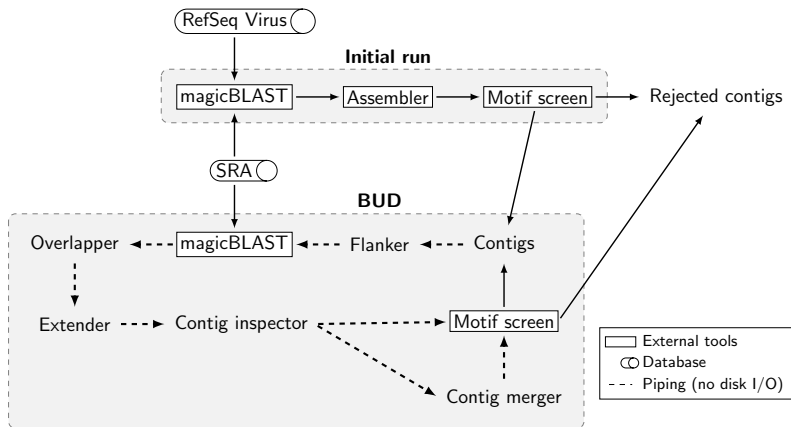 RefSeq Virus
Initial run
magicBLAST
Assembler
Motif screen
Rejected contigs
SRA
BUD
Overlapper
magicBLAST
Flanker
Contigs
Extender
Contig inspector
Motif screen
Contig merger
External tools
Database
Piping (no disk I/O)